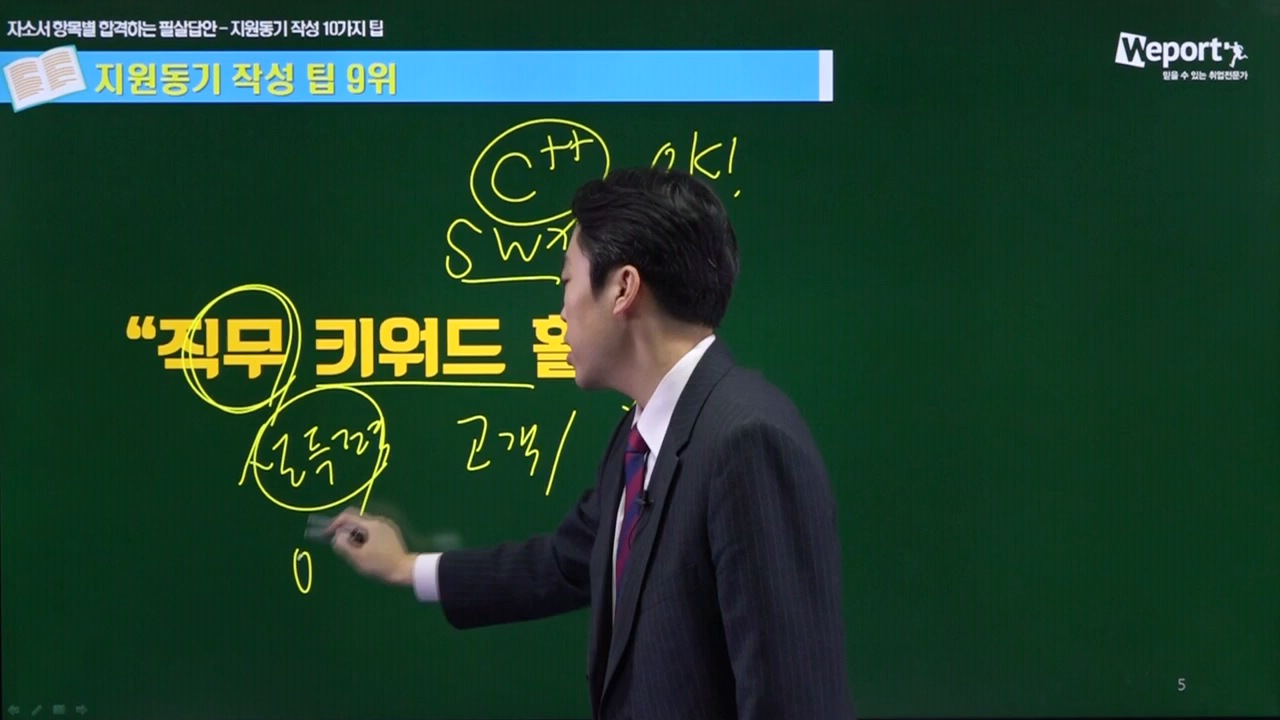 자소서 항목별 합격하는 필살답안 – 지원동기 작성 10가지 팁
Weport
믿을 수 있는 취업전문가
지원동기 작성 팁 9위
C++ OK!
SW
“직무 키워드 활
설득력 고객/
0
5